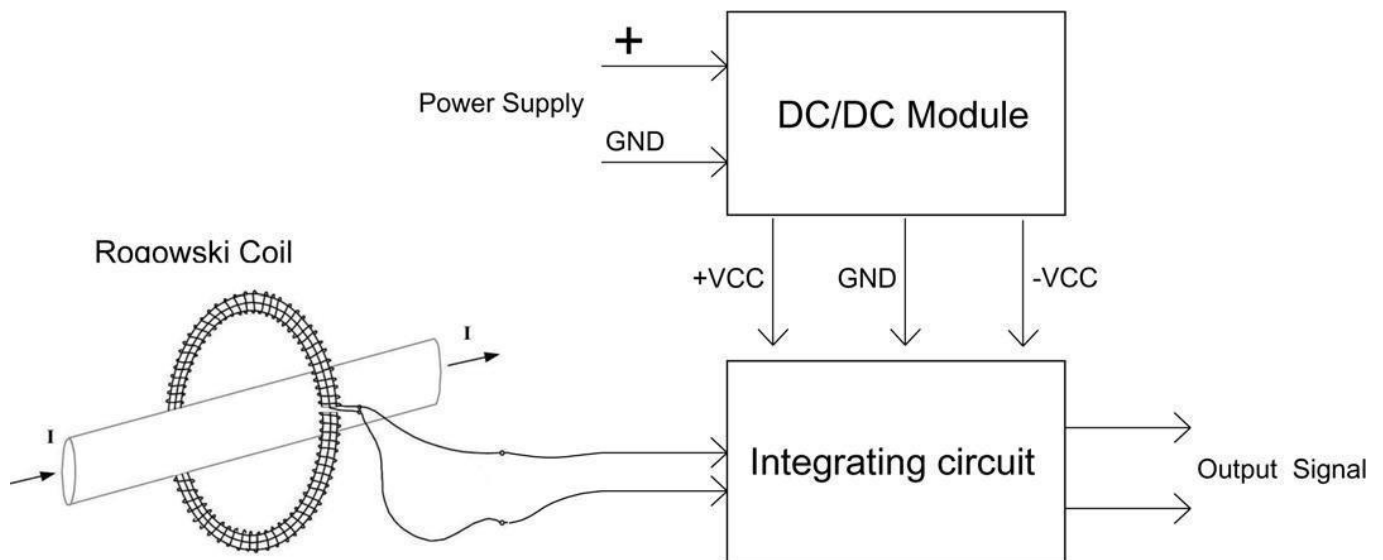 +
Power Supply
GND
DC/DC Module
Rogowski Coil
+VCC
GND
-VCC
I
I
Integrating circuit
Output Signal